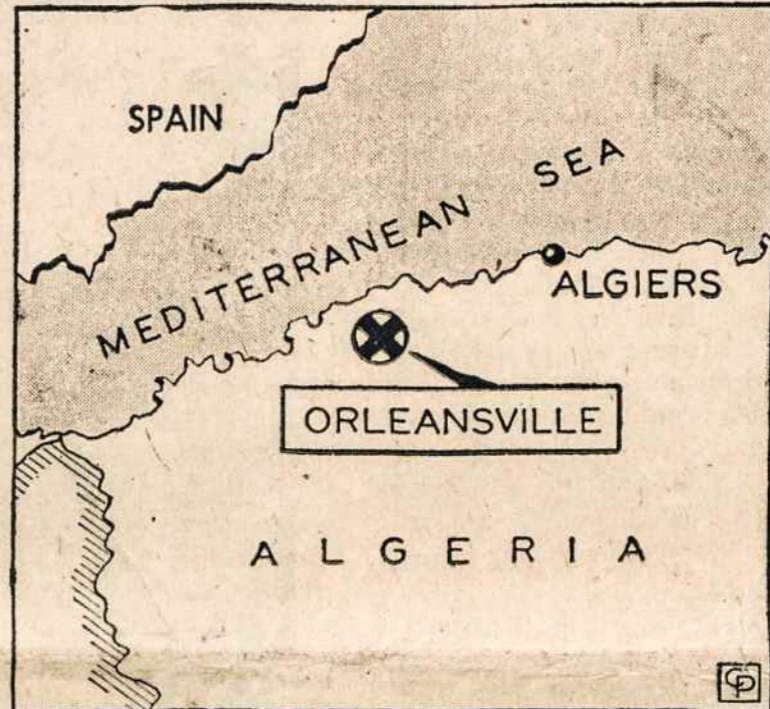 SPAIN
MEDITERRANEAN SEA
ALGIERS
ORLEANSVILLE
ALGERIA
CP